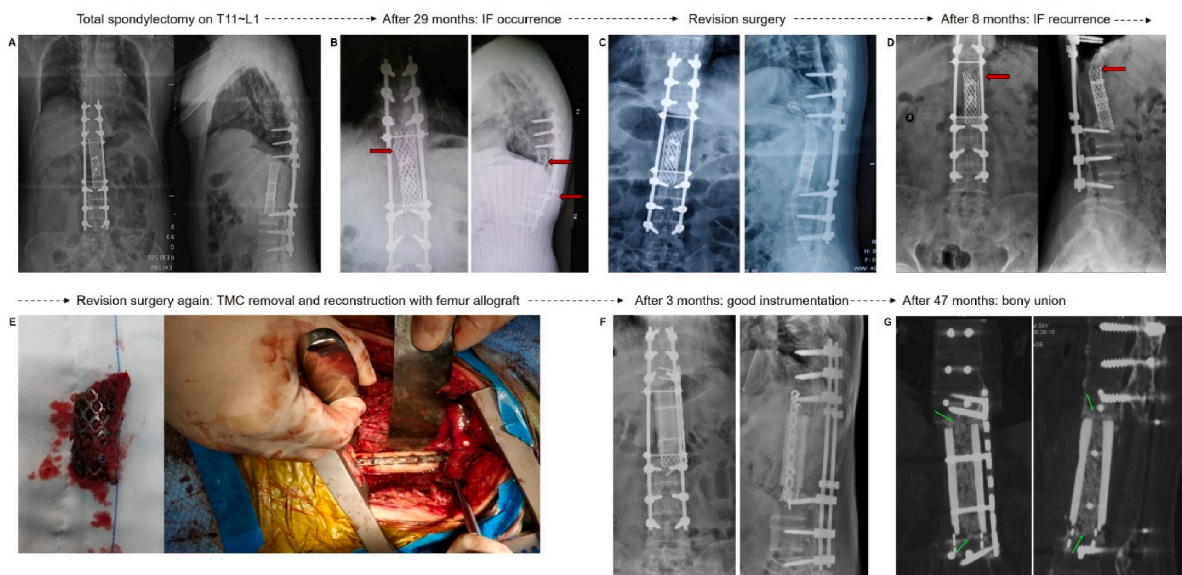 Total spondylectomy on T11~L1
After 29 months: IF occurrence
Revision surgery
After 8 months: IF recurrence
A
B
C
D
R
Revision surgery again: TMC removal and reconstruction with femur allograft
After 3 months: good instrumentation
After 47 months: bony union
E
F
G